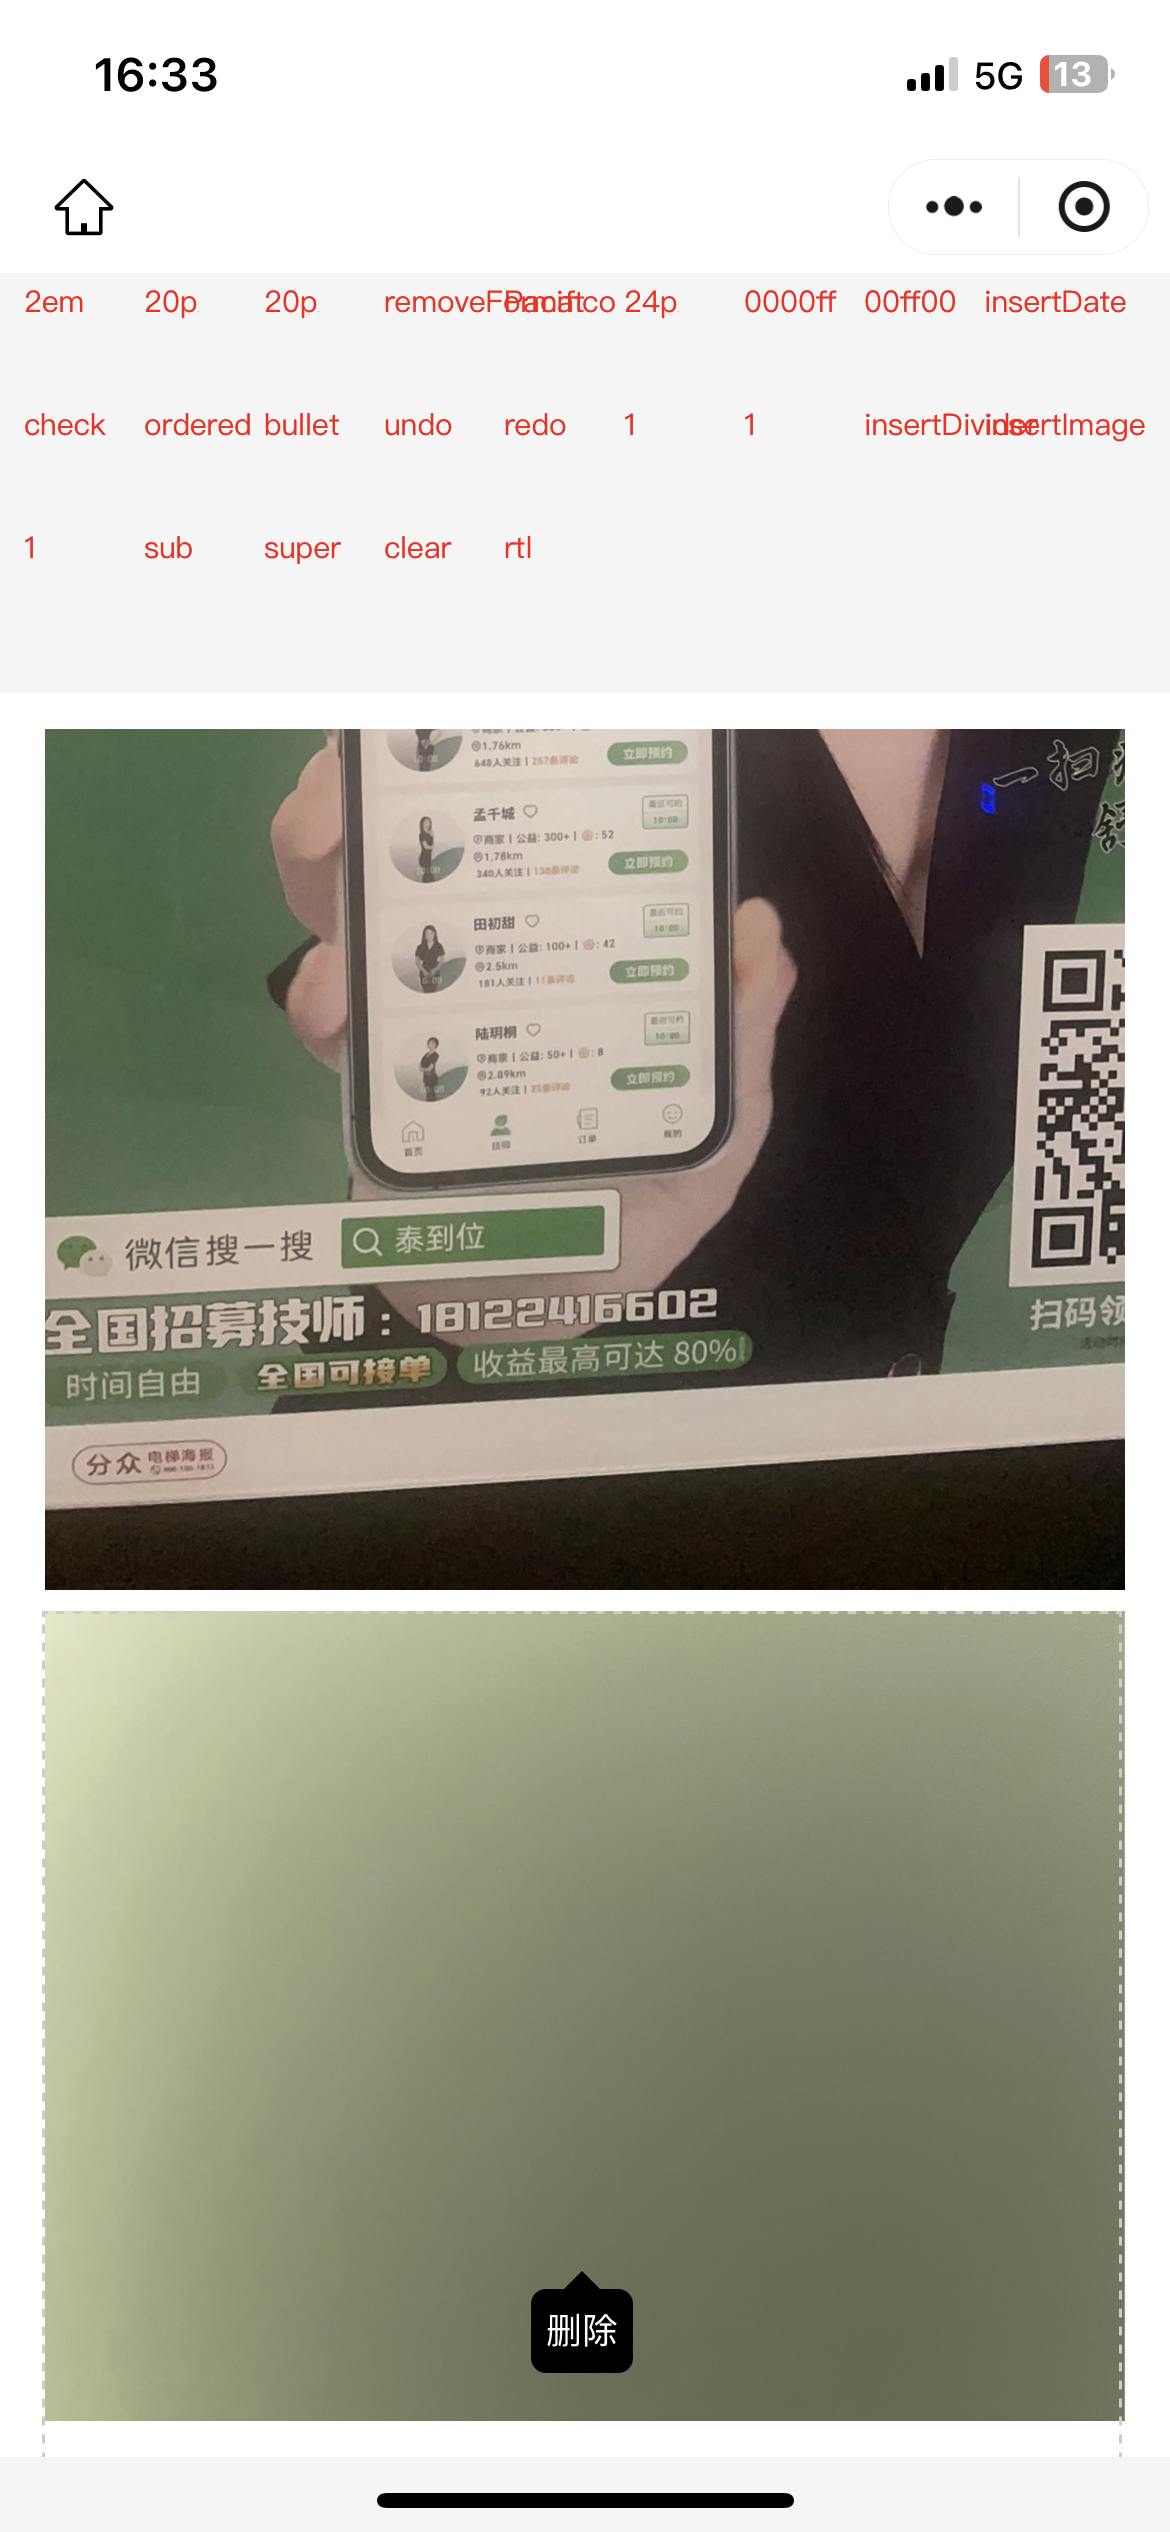 16:33
5G
13
2em
20p
20p
removeFormat
Pacifico
24p
0000ff
00ff00
insertDate
check
ordered
bullet
undo
redo
1
1
insertDivider
insertImage
1
sub
super
clear
rtl
1.76km
立即预约
648人关注 | 257条评论
一扫
孟千城
最近可约
10:00
商家 | 公益: 300+ | : 52
1.78km
立即预约
340人关注 | 138条评论
田初甜
最近可约
10:00
商家 | 公益: 100+ | : 42
2.5km
立即预约
181人关注 | 11条评论
陆玥桐
最近可约
10:00
商家 | 公益: 50+ | : 8
2.89km
立即预约
92人关注 | 25条评论
首页
技师
订单
我的
微信搜一搜
泰到位
全国招募技师：18122416602
扫码领
时间自由
全国可接单
收益最高可达 80%!
分众
电梯海报
删除